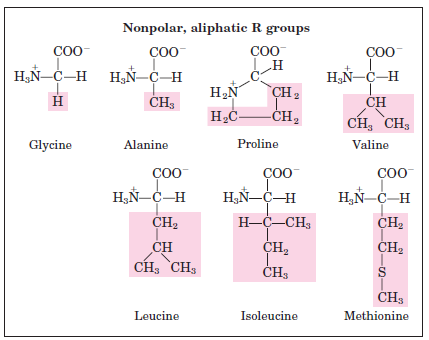 Nonpolar, aliphatic R groups
COO⁻ COO⁻ COO⁻ COO⁻
H₃N⁺–C–H H₃N⁺–C–H C H H₃N⁺–C–H
H CH₃ H₂N⁺ CH₂ CH
H₂C CH₂ CH₃ CH₃
Glycine Alanine Proline Valine
COO⁻ COO⁻ COO⁻
H₃N⁺–C–H H₃N⁺–C–H H₃N⁺–C–H
CH₂ H–C–CH₃ CH₂
CH CH₂ CH₂
CH₃ CH₃ CH₃ S
CH₃
Leucine Isoleucine Methionine